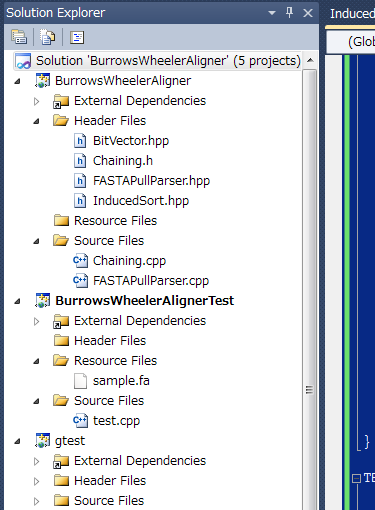 Solution Explorer
Solution 'BurrowsWheelerAligner' (5 projects)
BurrowsWheelerAligner
External Dependencies
Header Files
BitVector.hpp
Chaining.h
FASTAPullParser.hpp
InducedSort.hpp
Resource Files
Source Files
Chaining.cpp
FASTAPullParser.cpp
BurrowsWheelerAlignerTest
External Dependencies
Header Files
Resource Files
sample.fa
Source Files
test.cpp
gtest
External Dependencies
Header Files
Source Files
Induced
(Glo
}
TE